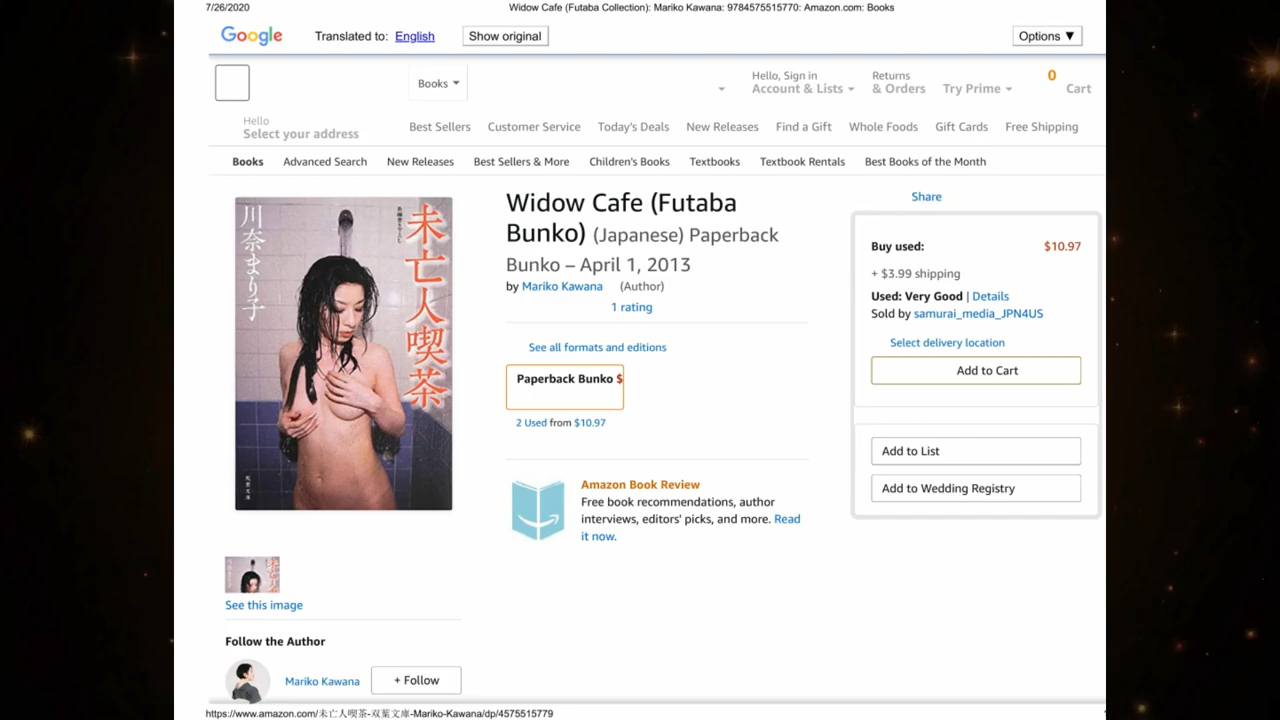 7/26/2020 Widow Cafe (Futaba Collection): Mariko Kawana: 9784575515770: Amazon.com: Books
Google Translated to: English Show original Options ▼
Books Hello, Sign in Account & Lists Returns & Orders Try Prime 0 Cart
Hello
Select your address Best Sellers Customer Service Today's Deals New Releases Find a Gift Whole Foods Gift Cards Free Shipping
Books Advanced Search New Releases Best Sellers & More Children's Books Textbooks Textbook Rentals Best Books of the Month
未亡人喫茶
川奈まり子
双葉文庫
Widow Cafe (Futaba
Bunko) (Japanese) Paperback
Bunko – April 1, 2013
by Mariko Kawana (Author)
1 rating
See all formats and editions
Paperback Bunko $
2 Used from $10.97
Amazon Book Review
Free book recommendations, author
interviews, editors' picks, and more. Read
it now.
Share
Buy used: $10.97
+ $3.99 shipping
Used: Very Good | Details
Sold by samurai_media_JPN4US
Select delivery location
Add to Cart
Add to List
Add to Wedding Registry
See this image
Follow the Author
Mariko Kawana + Follow
https://www.amazon.com/未亡人喫茶-双葉文庫-Mariko-Kawana/dp/4575515779